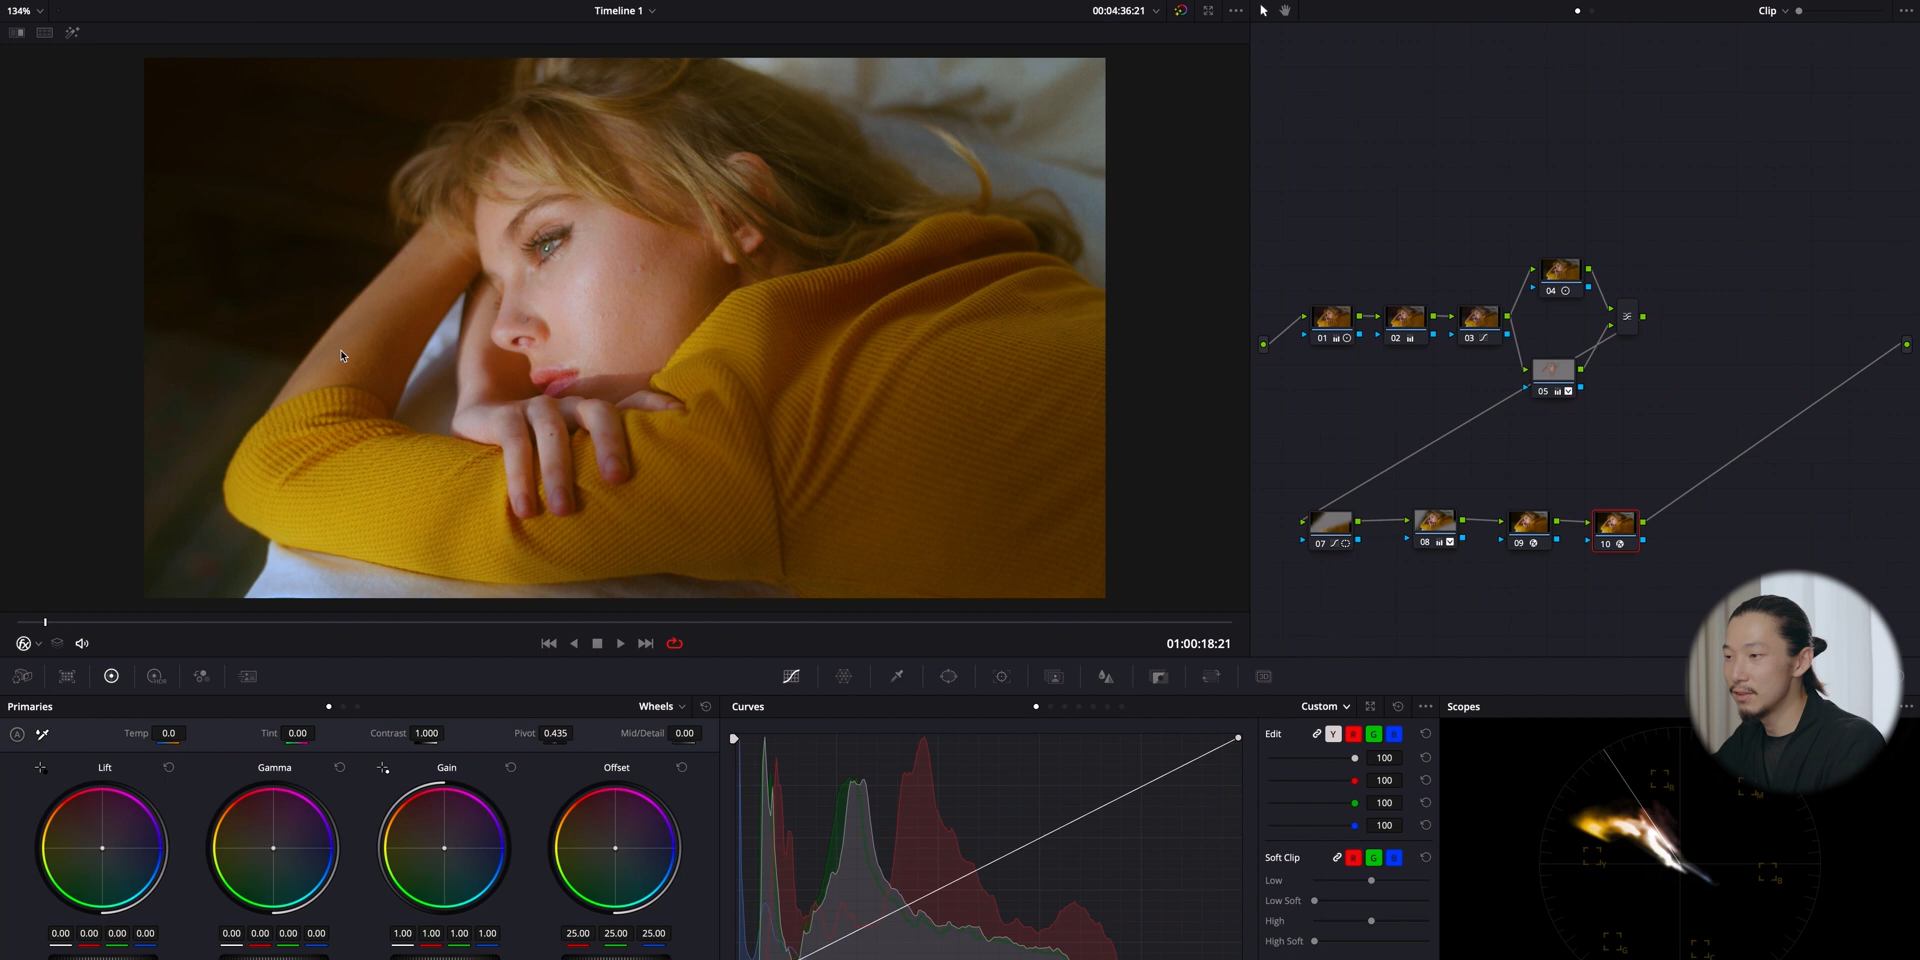 134%
Timeline 1
00:04:36:21
Clip
04
01
02
03
05
07
08
09
10
01:00:18:21
HDR
3D
Primaries
Wheels
Curves
Custom
Scopes
A
Temp 0.0
Tint 0.00
Contrast 1.000
Pivot 0.435
Mid/Detail 0.00
Lift
Gamma
Gain
Offset
0.00 0.00 0.00 0.00
0.00 0.00 0.00 0.00
1.00 1.00 1.00 1.00
25.00 25.00 25.00
Edit Y R G B
100
100
100
100
Soft Clip R G B
Low
Low Soft
High
High Soft
R
M
Y
B
G